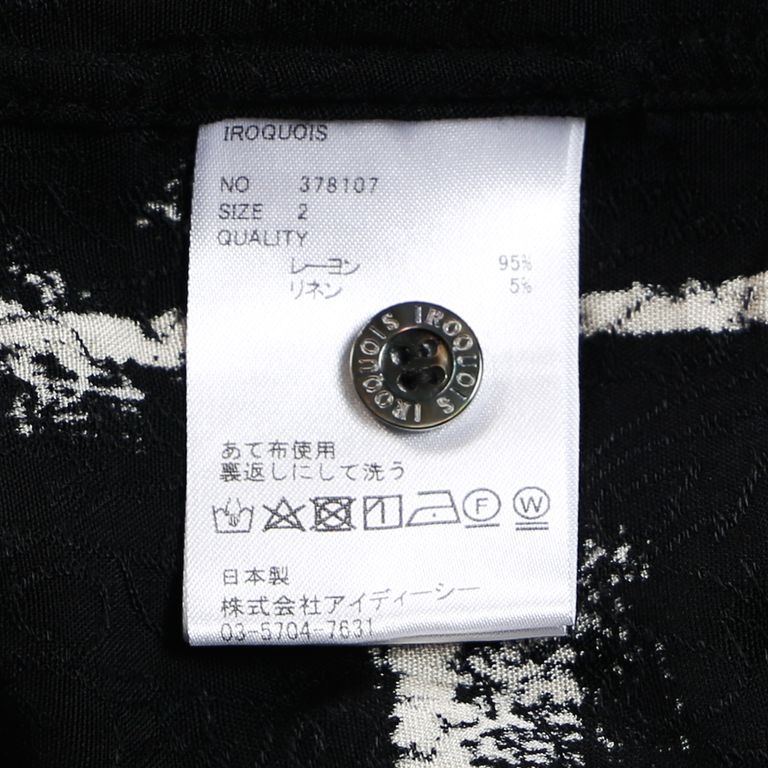 IROQUOIS
NO 378107
SIZE 2
QUALITY
レーヨン 95%
リネン 5%
IROQUOIS IROQUOIS
あて布使用
裏返しにして洗う
F W
日本製
株式会社アイディーシー
03-5704-7631